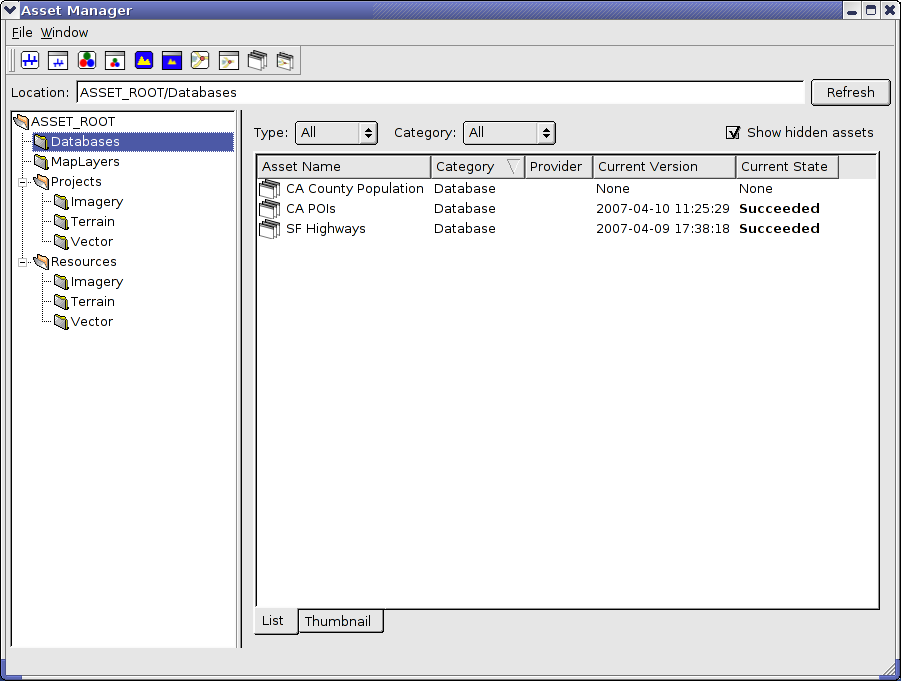 Asset Manager
File Window
Location: ASSET_ROOT/Databases Refresh
ASSET_ROOT
Databases
MapLayers
Projects
Imagery
Terrain
Vector
Resources
Imagery
Terrain
Vector
Type: All Category: All Show hidden assets
Asset Name Category Provider Current Version Current State
CA County Population Database None None
CA POIs Database 2007-04-10 11:25:29 Succeeded
SF Highways Database 2007-04-09 17:38:18 Succeeded
List Thumbnail